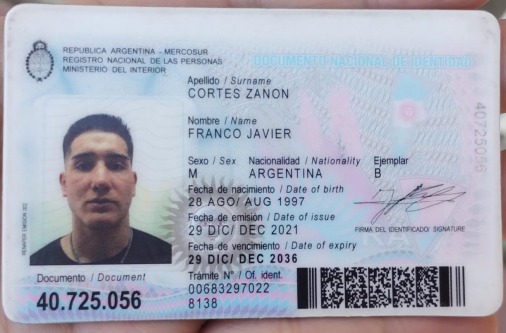 REPUBLICA ARGENTINA - MERCOSUR
REGISTRO NACIONAL DE LAS PERSONAS
MINISTERIO DEL INTERIOR
DOCUMENTO NACIONAL DE IDENTIDAD
Apellido / Surname
CORTES ZANON
Nombre / Name
FRANCO JAVIER
Sexo / Sex Nacionalidad / Nationality Ejemplar
M ARGENTINA B
Fecha de nacimiento / Date of birth
28 AGO/ AUG 1997
Fecha de emisión / Date of issue
29 DIC/ DEC 2021
FIRMA DEL IDENTIFICADO/ SIGNATURE
Fecha de vencimiento / Date of expiry
29 DIC/ DEC 2036
Documento / Document
40.725.056
Trámite N° / Of. ident.
00683297022
8138
40725056